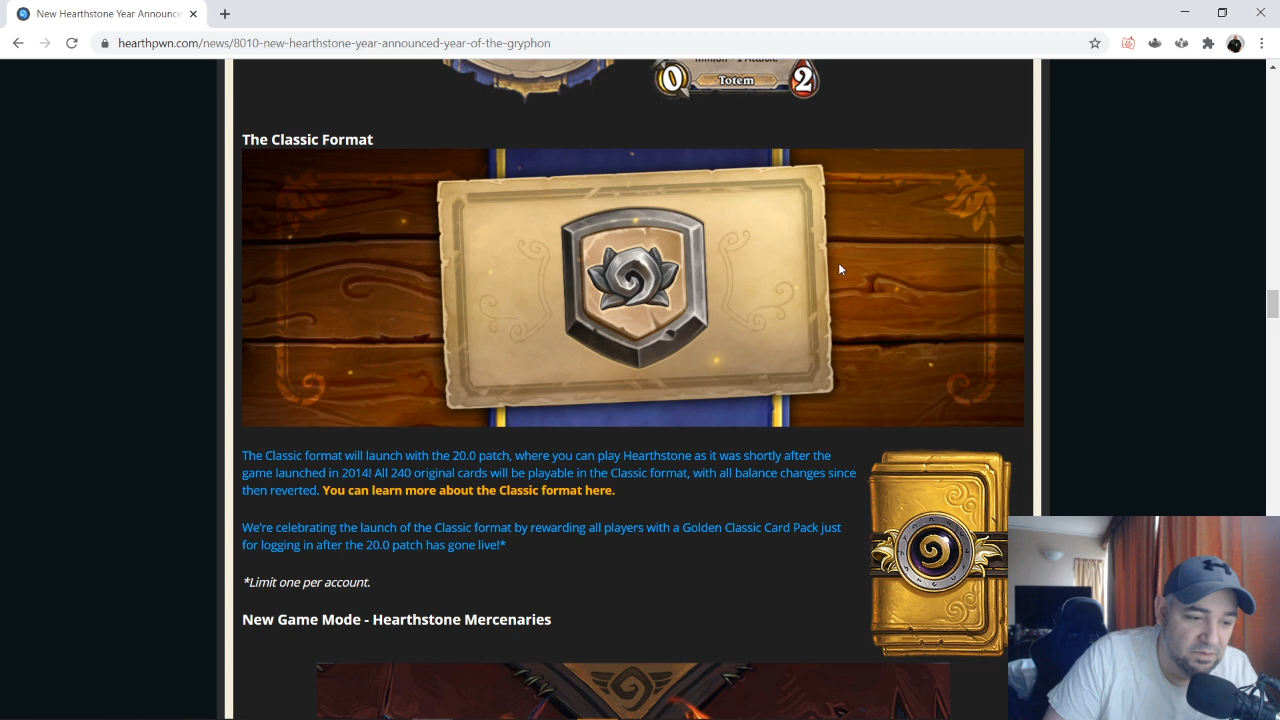 New Hearthstone Year Announce
hearthpwn.com/news/8010-new-hearthstone-year-announced-year-of-the-gryphon
0
Totem
2
The Classic Format
The Classic format will launch with the 20.0 patch, where you can play Hearthstone as it was shortly after the
game launched in 2014! All 240 original cards will be playable in the Classic format, with all balance changes since
then reverted. You can learn more about the Classic format here.
We're celebrating the launch of the Classic format by rewarding all players with a Golden Classic Card Pack just
for logging in after the 20.0 patch has gone live!*
*Limit one per account.
New Game Mode - Hearthstone Mercenaries